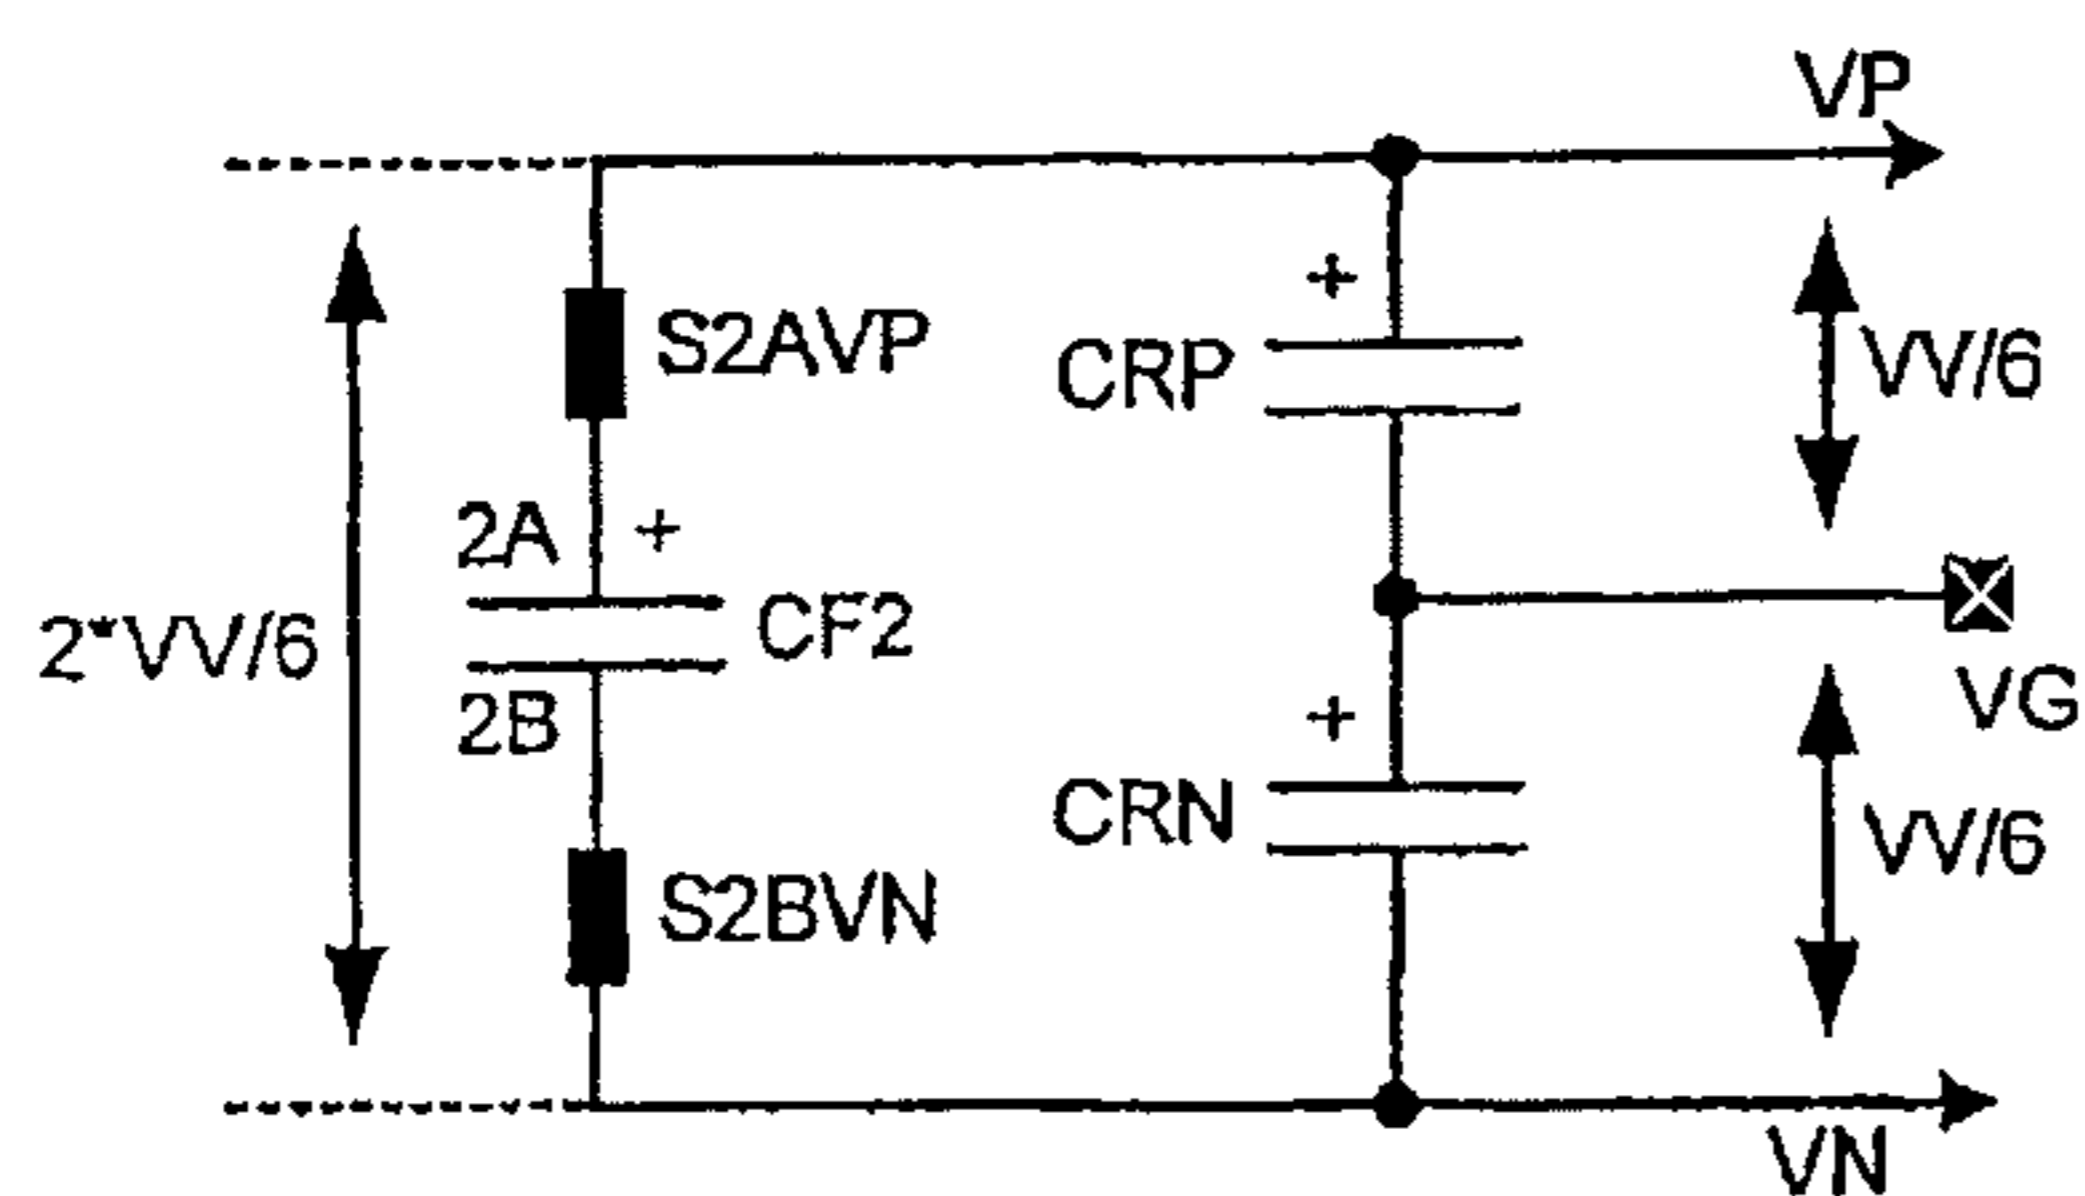 VP
+
S2AVP
CRP
VV/6
2A
+
2*VV/6
CF2
2B
VG
+
CRN
VV/6
S2BVN
VN